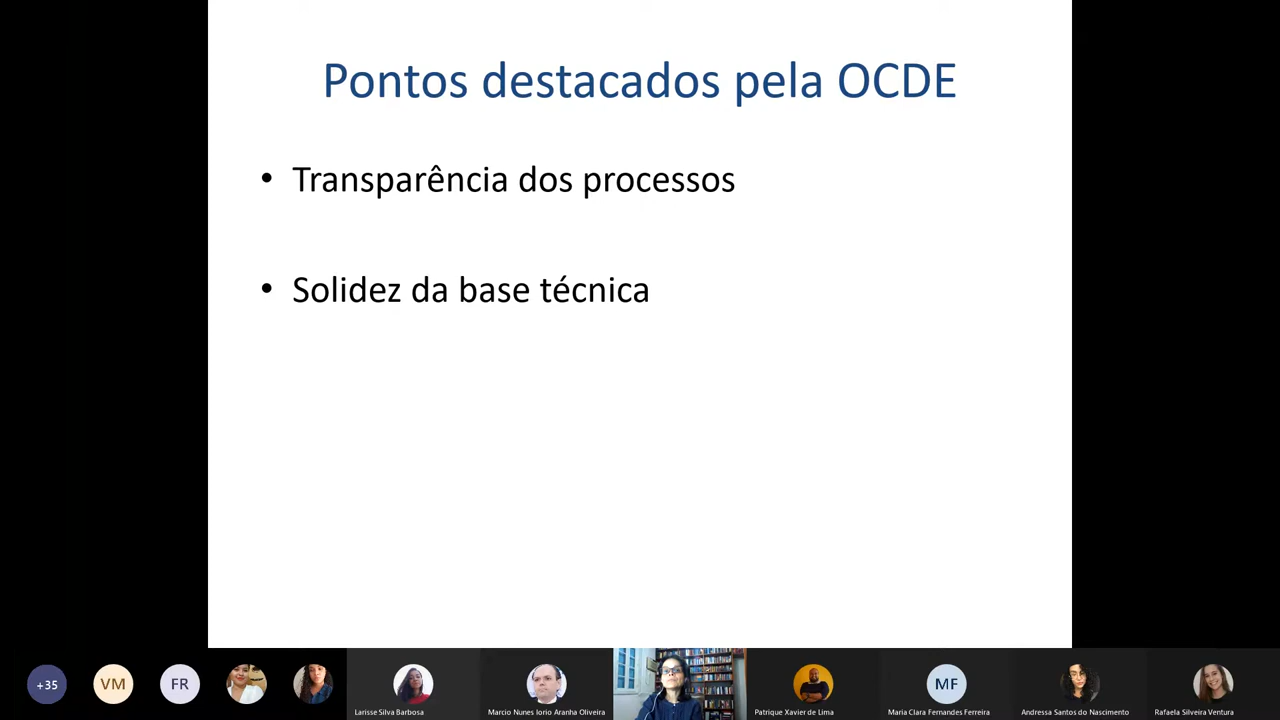 Pontos destacados pela OCDE
• Transparência dos processos
• Solidez da base técnica
+35
VM
FR
MF
Larisse Silva Barbosa
Marcio Nunes Iorio Aranha Oliveira
Patrique Xavier de Lima
Maria Clara Fernandes Ferreira
Andressa Santos do Nascimento
Rafaela Silveira Ventura